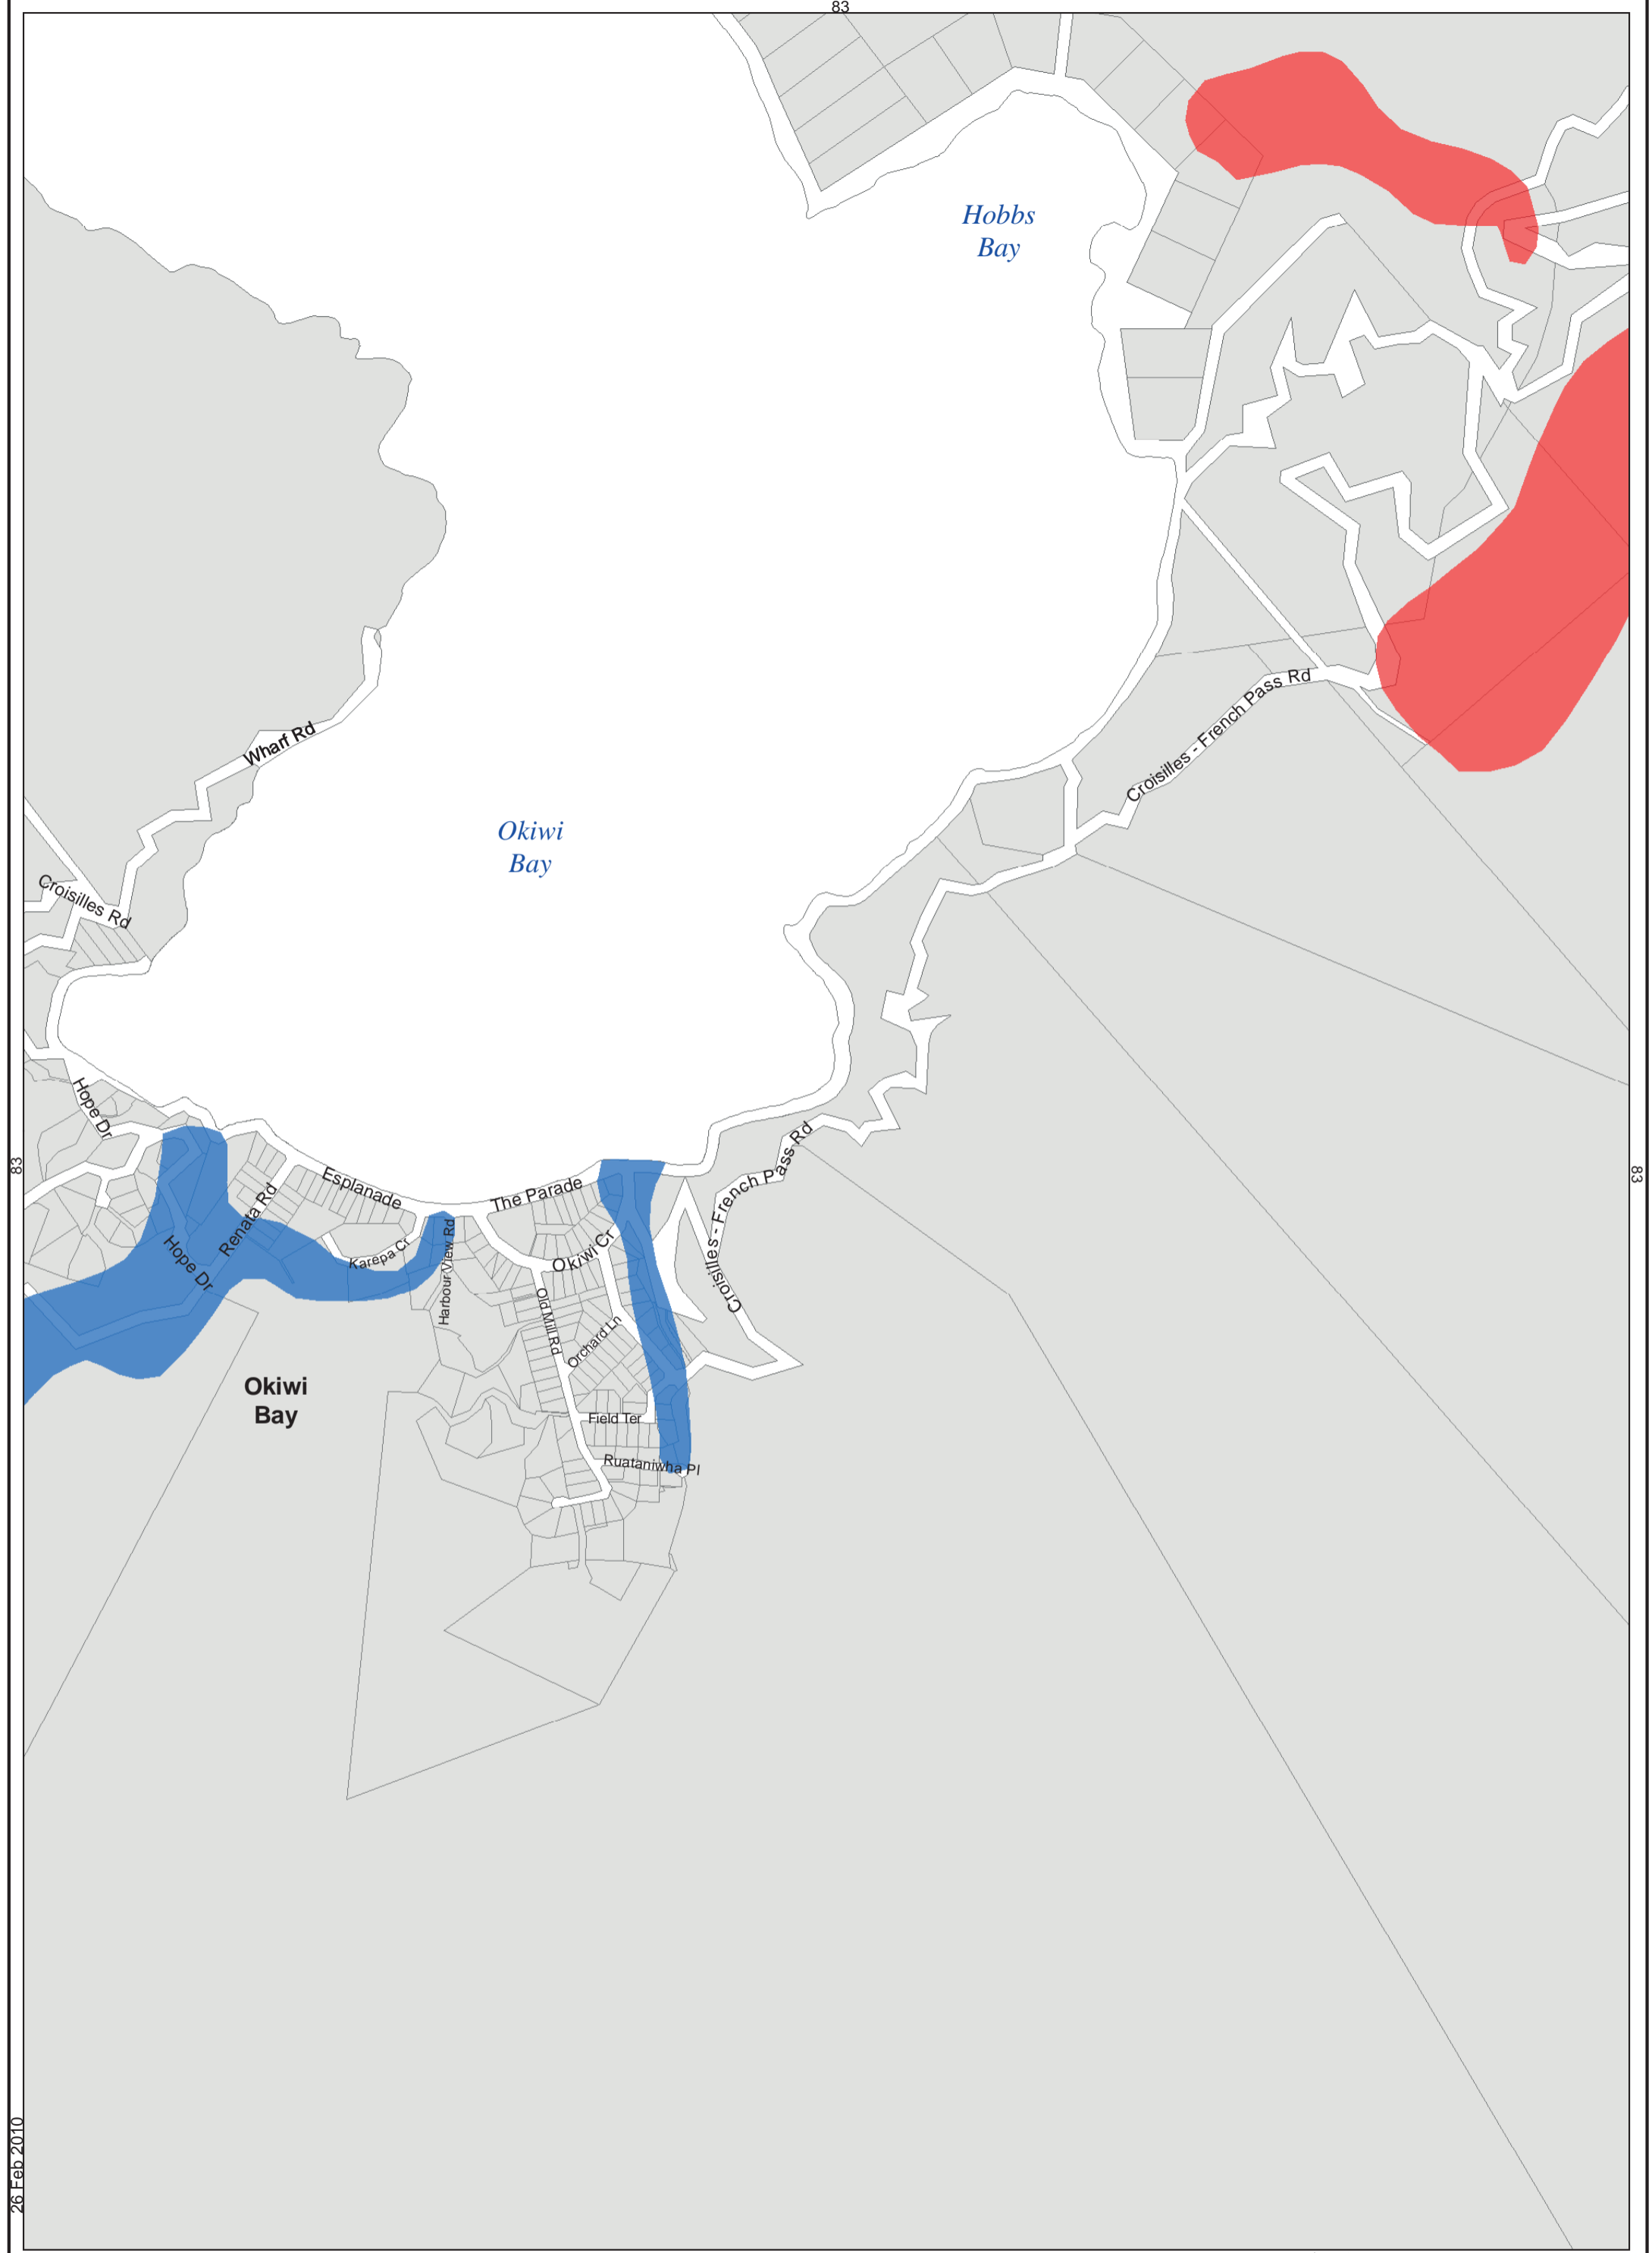 83
Hobbs
Bay
Croisilles - French Pass Rd
Wharf Rd
Okiwi
Bay
Croisilles Rd
Hope Dr
83
83
Esplanade
The Parade
Croisilles - French Pass Rd
Renata Rd
Hope Dr
Karepa Cr
Harbour View Rd
Okiwi Cr
Old Mill Rd
Orchard Ln
Okiwi
Bay
Field Ter
Ruataniwha Pl
26 Feb 2010